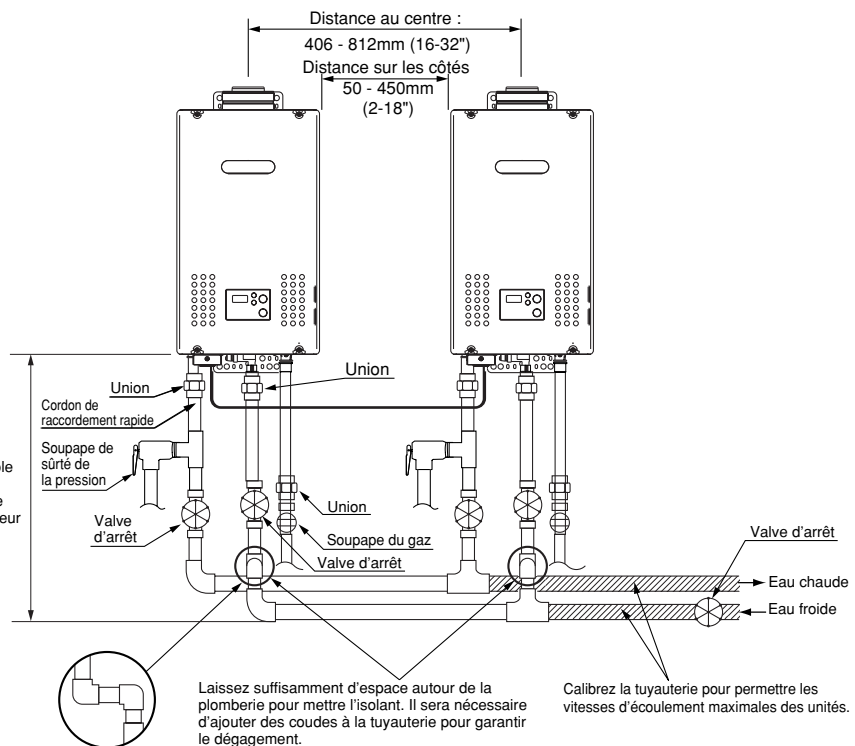 Distance au centre :
406 - 812mm (16-32")
Distance sur les côtés
50 - 450mm
(2-18")
Union
Union
Cordon de
raccordement rapide
Soupape de
sûrté de
la pression
Valve
d'arrêt
Union
Soupape du gaz
Valve d'arrêt
Valve d'arrêt
Eau chaude
Eau froide
Laissez suffisamment d'espace autour de la
plomberie pour mettre l'isolant. Il sera nécessaire
d'ajouter des coudes à la tuyauterie pour garantir
le dégagement.
Calibrez la tuyauterie pour permettre les
vitesses d'écoulement maximales des unités.